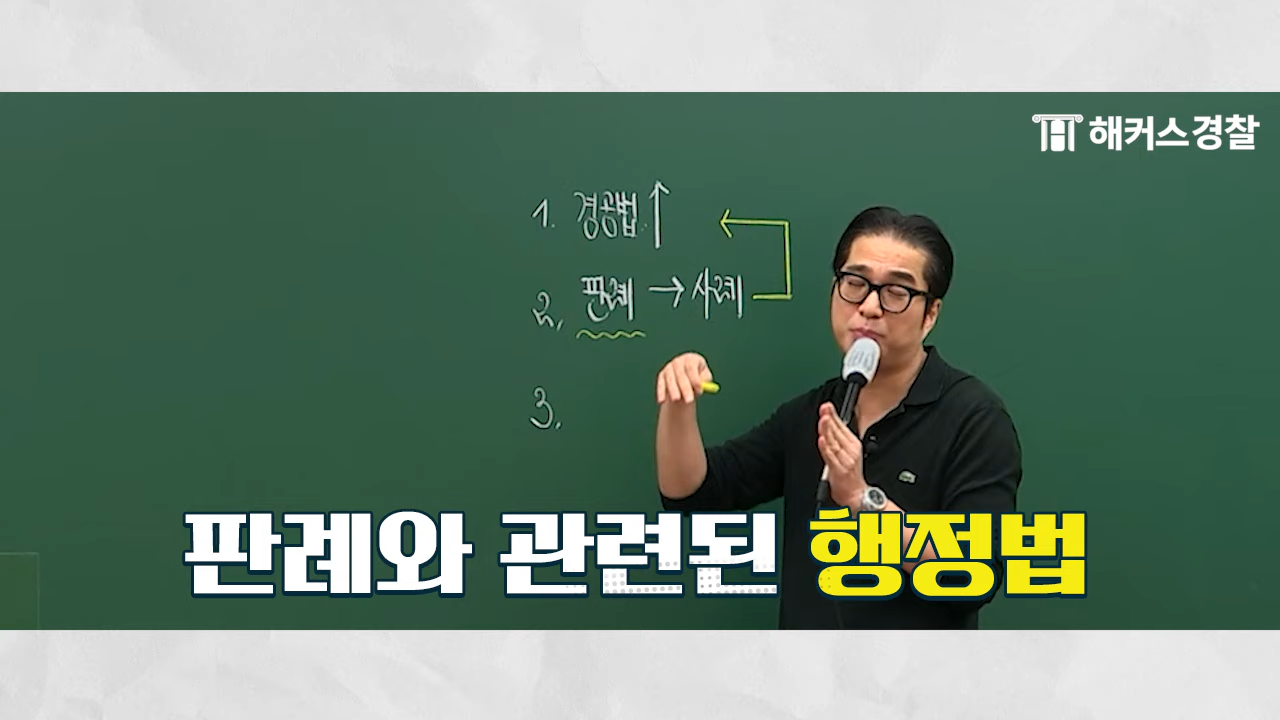 해커스경찰
1. 경공법 ↑
2. 판례 → 사례
3.
판례와 관련된 행정법